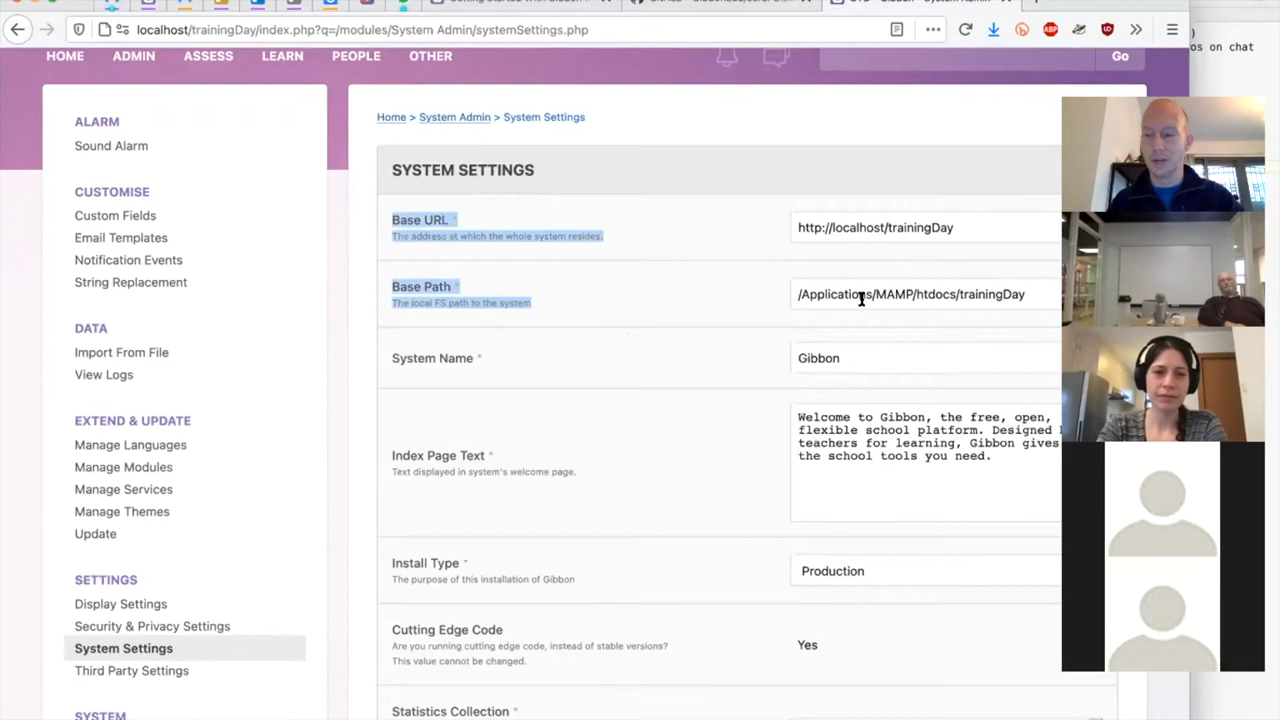 localhost/trainingDay/index.php?q=/modules/System Admin/systemSettings.php
ABP
os on chat
HOME
ADMIN
ASSESS
LEARN
PEOPLE
OTHER
Go
ALARM
Sound Alarm
CUSTOMISE
Custom Fields
Email Templates
Notification Events
String Replacement
DATA
Import From File
View Logs
EXTEND & UPDATE
Manage Languages
Manage Modules
Manage Services
Manage Themes
Update
SETTINGS
Display Settings
Security & Privacy Settings
System Settings
Third Party Settings
SYSTEM
Home > System Admin > System Settings
SYSTEM SETTINGS
Base URL *
The address at which the whole system resides.
http://localhost/trainingDay
Base Path *
The local FS path to the system
/Applications/MAMP/htdocs/trainingDay
System Name *
Gibbon
Index Page Text *
Text displayed in system's welcome page.
Welcome to Gibbon, the free, open,
flexible school platform. Designed
teachers for learning, Gibbon gives
the school tools you need.
Install Type *
The purpose of this installation of Gibbon
Production
Cutting Edge Code
Are you running cutting edge code, instead of stable versions?
This value cannot be changed.
Yes
Statistics Collection *